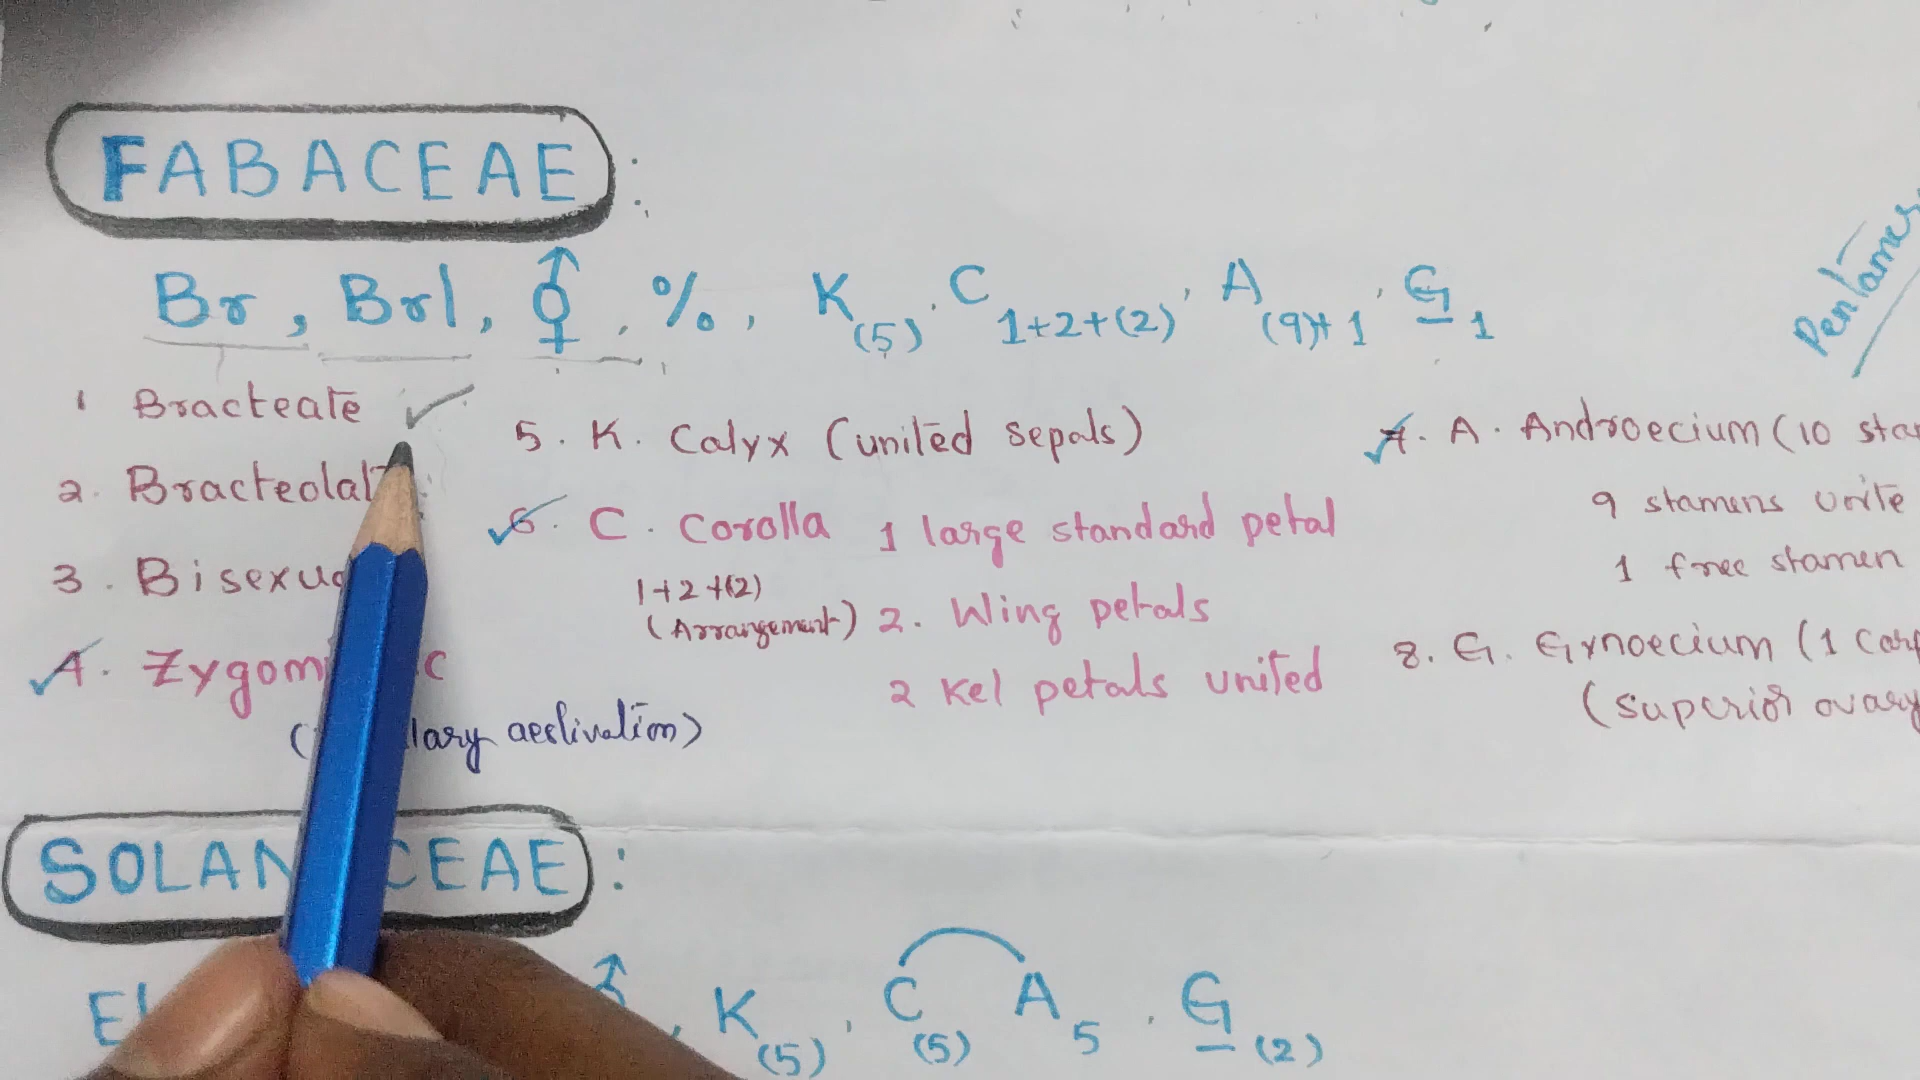 FABACEAE :
Br, Brl, ⚥, %, K(5), C1+2+(2), A(9)+1, G1
Pentamer
1 Bracteate ✓
2. Bracteolat
3. Bisexua
4. Zygom c
( lary aestivation)
5. K. Calyx (united sepals)
6. C. Corolla 1 large standard petal
1+2+(2)
(Arrangement) 2. Wing petals
2 Kel petals united
7. A. Androecium (10 sta
9 stamens unite
1 free stamen
8. G. Gynoecium (1 Carp
(superior ovary
SOLAN CEAE :
K(5), C(5) A5, G(2)